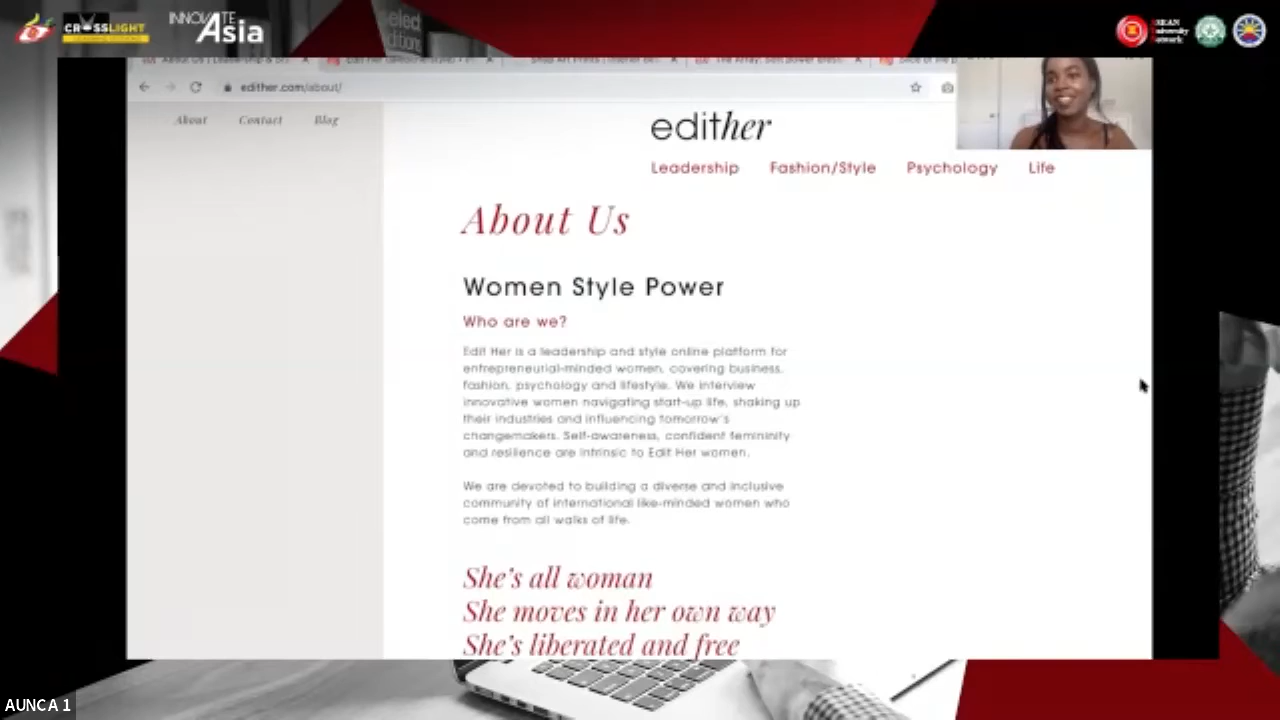 CROSSLIGHT
INNOVATE
Asia
edither.com/about/
About Contact Blog
edither
Leadership Fashion/Style Psychology Life
About Us
Women Style Power
Who are we?
Edit Her is a leadership and style online platform for
entrepreneurial-minded women, covering business,
fashion, psychology and lifestyle. We interview
innovative women navigating start-up life, shaking up
their industries and influencing tomorrow's
changemakers. Self-awareness, confident femininity
and resilience are intrinsic to Edit Her women.
We are devoted to building a diverse and inclusive
community of international like-minded women who
come from all walks of life.
She's all woman
She moves in her own way
She's liberated and free
AUNCA 1